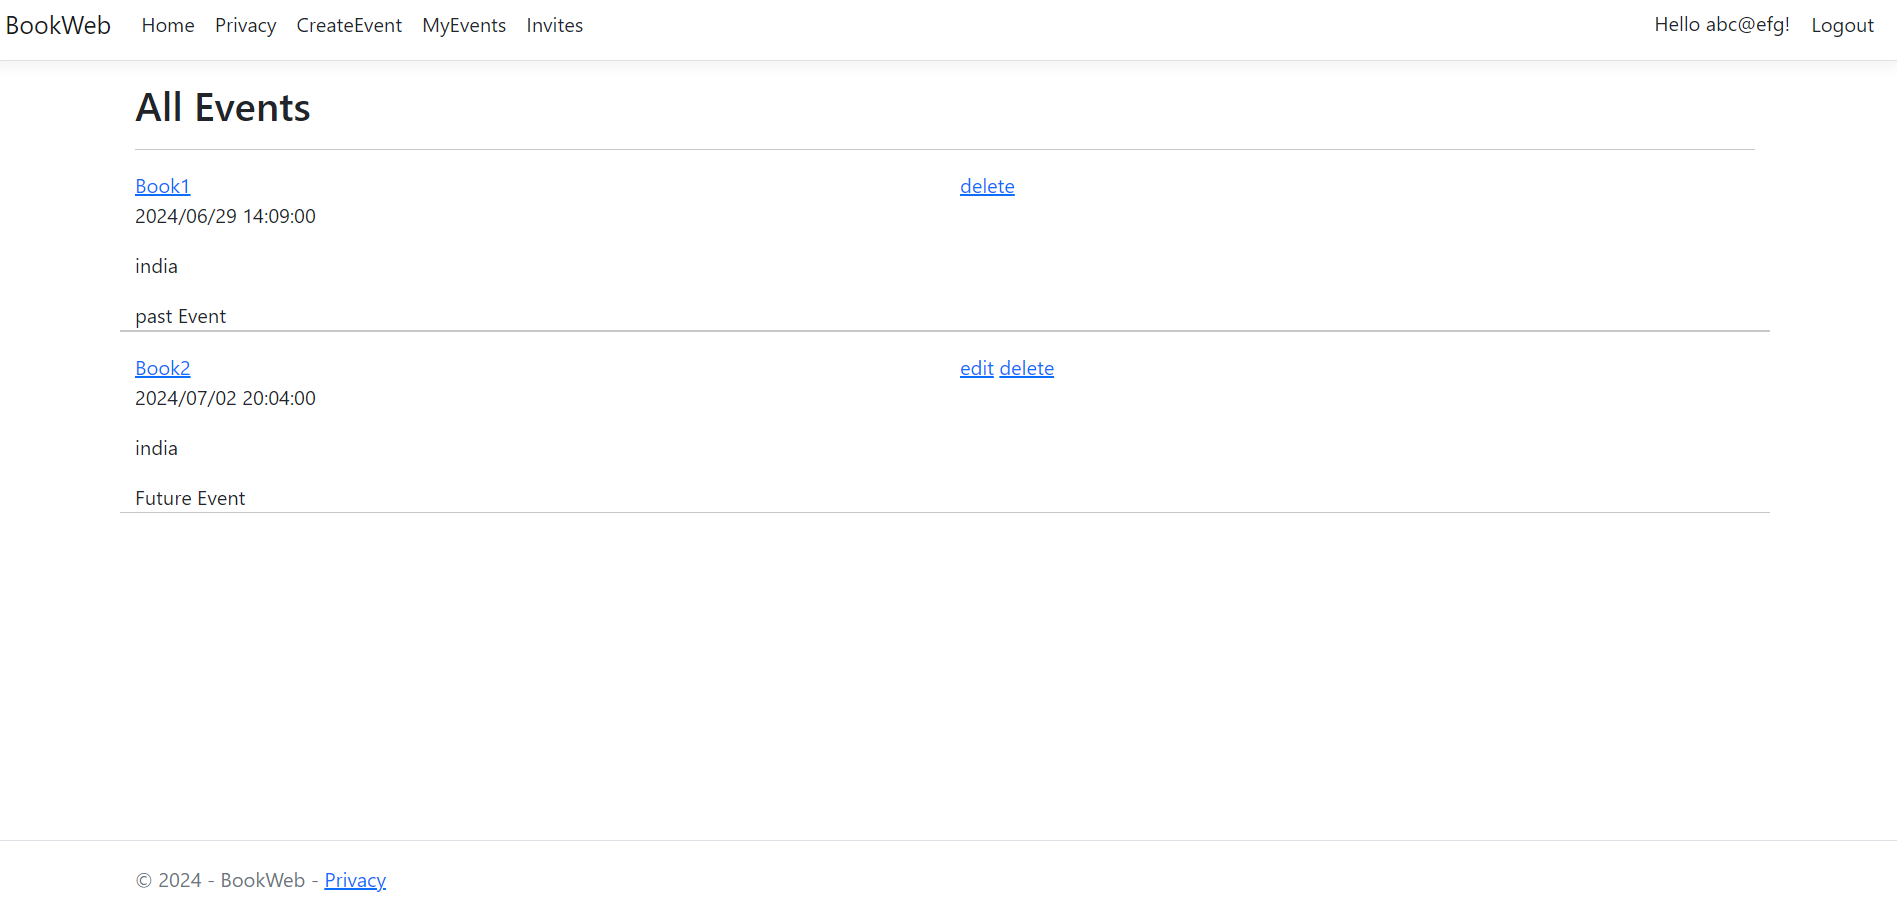 BookWeb Home Privacy CreateEvent MyEvents Invites Hello abc@efg! Logout
All Events
Book1 delete
2024/06/29 14:09:00
india
past Event
Book2 edit delete
2024/07/02 20:04:00
india
Future Event
© 2024 - BookWeb - Privacy